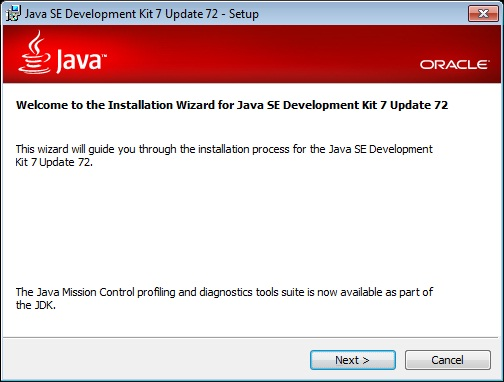 Java SE Development Kit 7 Update 72 - Setup
Java™
ORACLE®
Welcome to the Installation Wizard for Java SE Development Kit 7 Update 72
This wizard will guide you through the installation process for the Java SE Development
Kit 7 Update 72.
The Java Mission Control profiling and diagnostics tools suite is now available as part of
the JDK.
Next >
Cancel